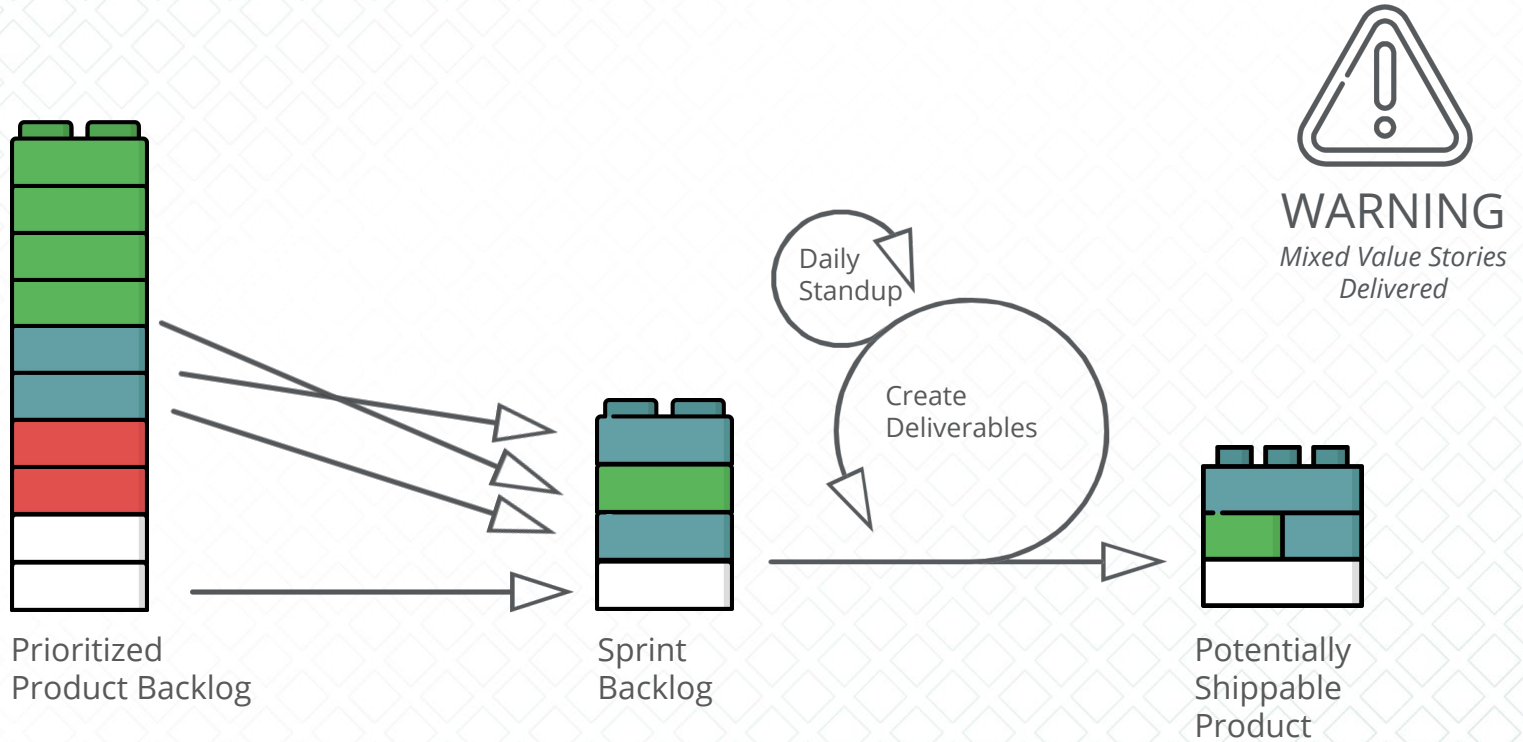 WARNING
Mixed Value Stories
Delivered
Daily
Standup
Create
Deliverables
Prioritized
Product Backlog
Sprint
Backlog
Potentially
Shippable
Product